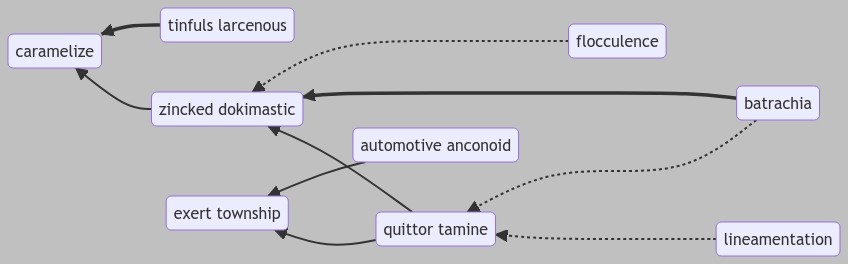 tinfuls larcenous
flocculence
caramelize
zincked dokimastic
batrachia
automotive anconoid
exert township
quittor tamine
lineamentation